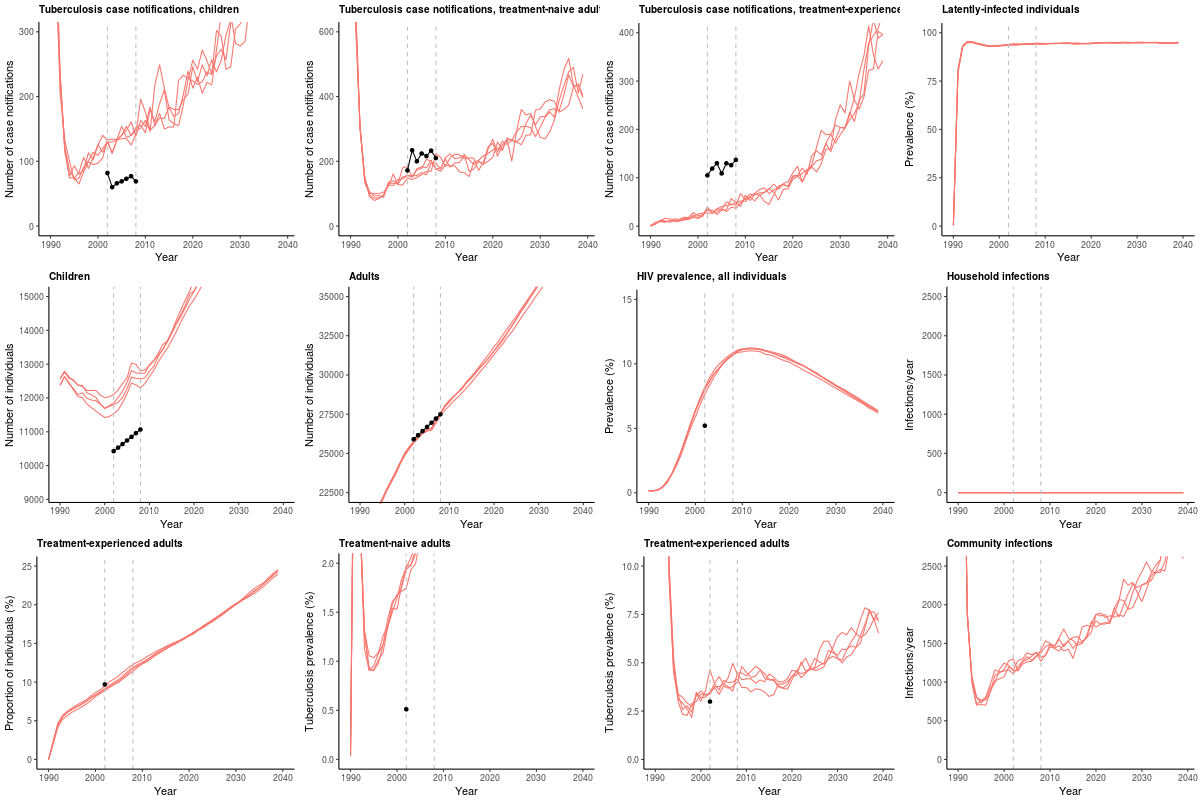 Tuberculosis case notifications, children
Number of case notifications
300
200
100
0
1990 2000 2010 2020 2030 2040
Year
Tuberculosis case notifications, treatment-naive adul
Number of case notifications
600
400
200
0
1990 2000 2010 2020 2030 2040
Year
Tuberculosis case notifications, treatment-experience
Number of case notifications
400
300
200
100
0
1990 2000 2010 2020 2030 2040
Year
Latently-infected individuals
Prevalence (%)
100
75
50
25
0
1990 2000 2010 2020 2030 2040
Year
Children
Number of individuals
15000
14000
13000
12000
11000
10000
9000
1990 2000 2010 2020 2030 2040
Year
Adults
Number of individuals
35000
32500
30000
27500
25000
22500
1990 2000 2010 2020 2030 2040
Year
HIV prevalence, all individuals
Prevalence (%)
15
10
5
0
1990 2000 2010 2020 2030 2040
Year
Household infections
Infections/year
2500
2000
1500
1000
500
0
1990 2000 2010 2020 2030 2040
Year
Treatment-experienced adults
Proportion of individuals (%)
25
20
15
10
5
0
1990 2000 2010 2020 2030 2040
Year
Treatment-naive adults
Tuberculosis prevalence (%)
2.0
1.5
1.0
0.5
0.0
1990 2000 2010 2020 2030 2040
Year
Treatment-experienced adults
Tuberculosis prevalence (%)
10.0
7.5
5.0
2.5
0.0
1990 2000 2010 2020 2030 2040
Year
Community infections
Infections/year
2500
2000
1500
1000
500
0
1990 2000 2010 2020 2030 2040
Year